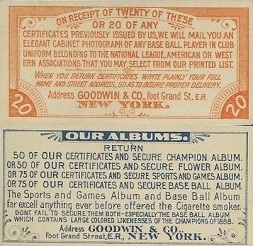 ON RECEIPT OF TWENTY OF THESE
OR 20 OF ANY
CERTIFICATES PREVIOUSLY ISSUED BY US, WE WILL MAIL YOU AN
ELEGANT CABINET PHOTOGRAPH OF ANY BASE BALL PLAYER IN CLUB
UNIFORM BELONGING TO THE NATIONAL LEAGUE, AMERICAN OR WEST
ERN ASSOCIATIONS THAT YOU MAY SELECT FROM OUR PRINTED LIST.
WHEN YOU RETURN CERTIFICATES WRITE PLAINLY YOUR FULL
NAME AND STREET ADDRESS, SO AS TO INSURE PROPER DELIVERY.
Address GOODWIN & CO, foot Grand St., E.R.
20 NEW YORK. 20
OUR ALBUMS.
RETURN
50 OF OUR CERTIFICATES AND SECURE CHAMPION ALBUM.
OR 50 OF OUR CERTIFICATES AND SECURE FLOWER ALBUM.
OR 75 OF OUR CERTIFICATES AND SECURE SPORTS AND GAMES ALBUM.
OR 75 OF OUR CERTIFICATES AND SECURE BASE BALL ALBUM.
The Sports and Games Album and Base Ball Album
far excell anything ever before offered the Cigarette smoker.
DONT FAIL TO SECURE THEM BOTH - ESPECIALLY THE BASE BALL ALBUM
WHICH CONTAINS LARGE COLORED LIKENESSES OF THE CHAMPIONS OF 1888.
Address GOODWIN & CO.
foot Grand Street, E.R., NEW YORK.